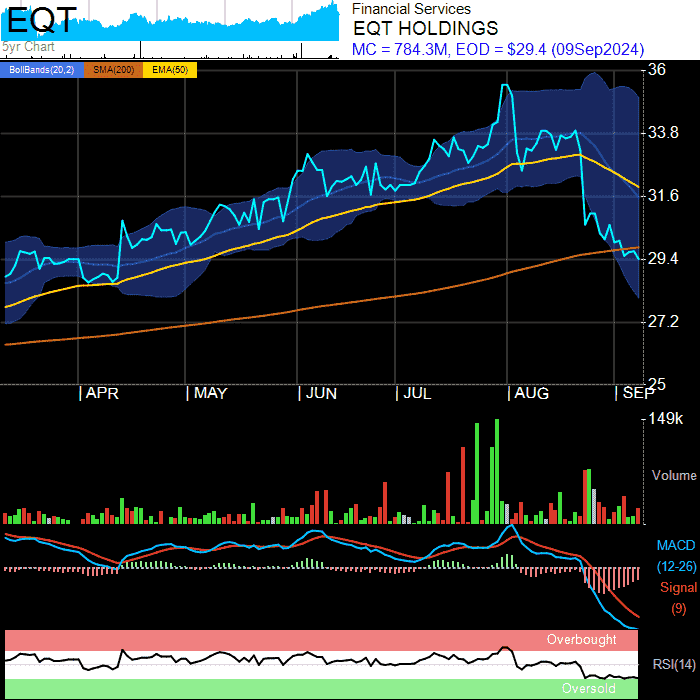 EQT
5yr Chart
Financial Services
EQT HOLDINGS
MC = 784.3M, EOD = $29.4 (09Sep2024)
BollBands(20,2) SMA(200) EMA(50)
36
33.8
31.6
29.4
27.2
25
APR MAY JUN JUL AUG SEP
149k
Volume
MACD
(12-26)
Signal
(9)
Overbought
RSI(14)
Oversold